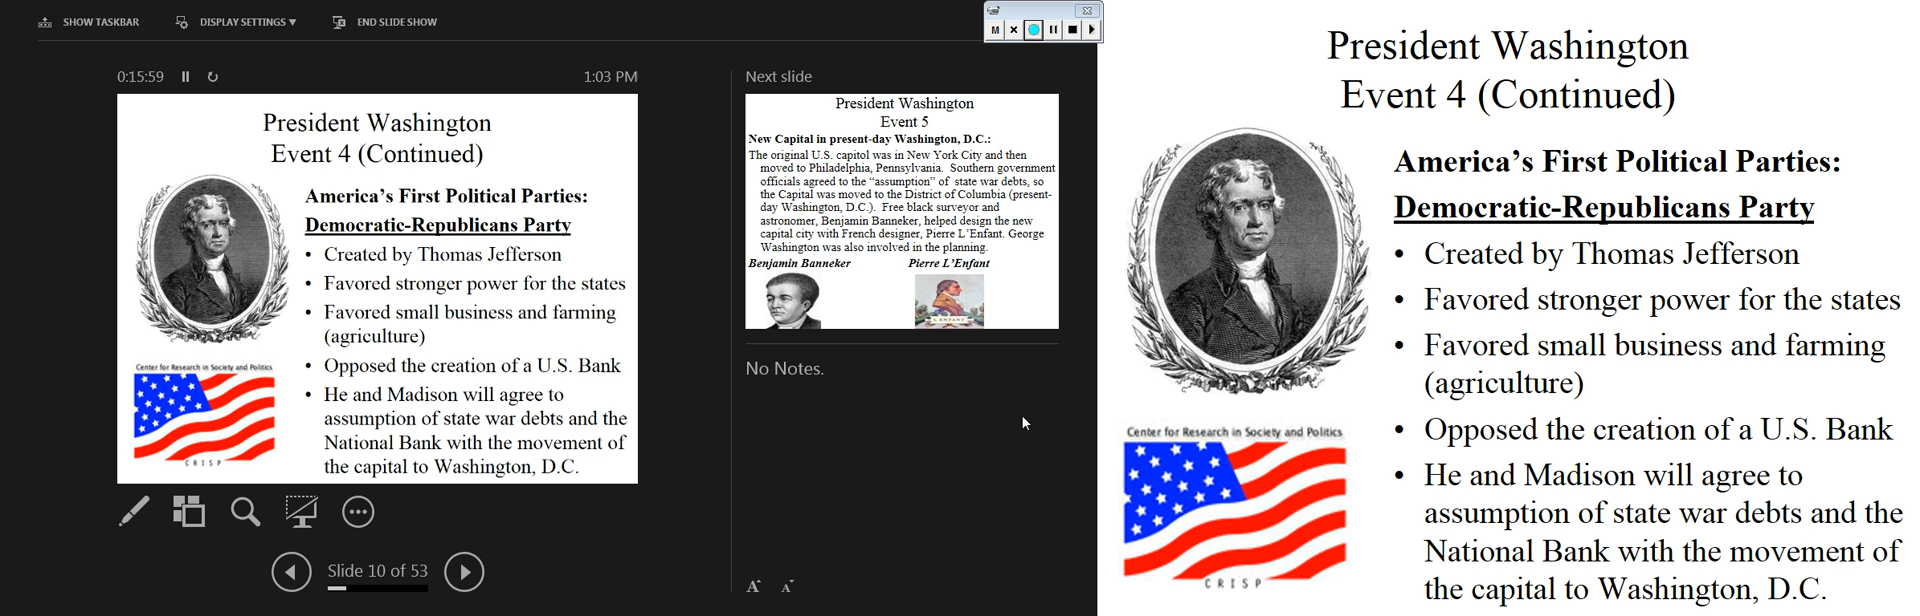 SHOW TASKBAR
DISPLAY SETTINGS ▼
END SLIDE SHOW
M
0:15:59
1:03 PM
President Washington
Event 4 (Continued)
America's First Political Parties:
Democratic-Republicans Party
• Created by Thomas Jefferson
• Favored stronger power for the states
• Favored small business and farming
(agriculture)
• Opposed the creation of a U.S. Bank
• He and Madison will agree to
assumption of state war debts and the
National Bank with the movement of
the capital to Washington, D.C.
Center for Research in Society and Politics
CRISP
Slide 10 of 53
Next slide
President Washington
Event 5
New Capital in present-day Washington, D.C.:
The original U.S. capitol was in New York City and then
moved to Philadelphia, Pennsylvania. Southern government
officials agreed to the “assumption” of state war debts, so
the Capital was moved to the District of Columbia (present-
day Washington, D.C.). Free black surveyor and
astronomer, Benjamin Banneker, helped design the new
capital city with French designer, Pierre L’Enfant. George
Washington was also involved in the planning.
Benjamin Banneker
Pierre L’Enfant
L'ENFANT
No Notes.
A A
President Washington
Event 4 (Continued)
America’s First Political Parties:
Democratic-Republicans Party
• Created by Thomas Jefferson
• Favored stronger power for the states
• Favored small business and farming
(agriculture)
• Opposed the creation of a U.S. Bank
• He and Madison will agree to
assumption of state war debts and the
National Bank with the movement of
the capital to Washington, D.C.
Center for Research in Society and Politics
CRISP